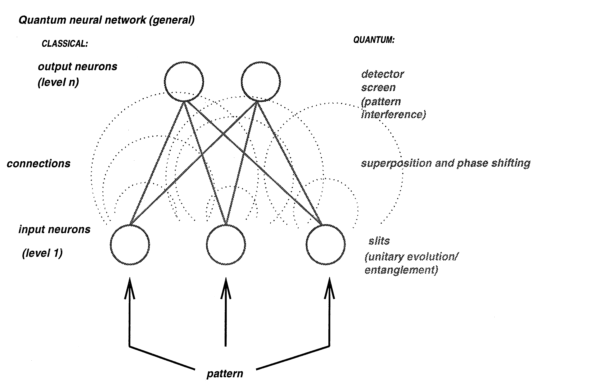 Quantum neural network (general)
CLASSICAL:
QUANTUM:
output neurons
(level n)
detector
screen
(pattern
interference)
connections
superposition and phase shifting
input neurons
(level 1)
slits
(unitary evolution/
entanglement)
pattern